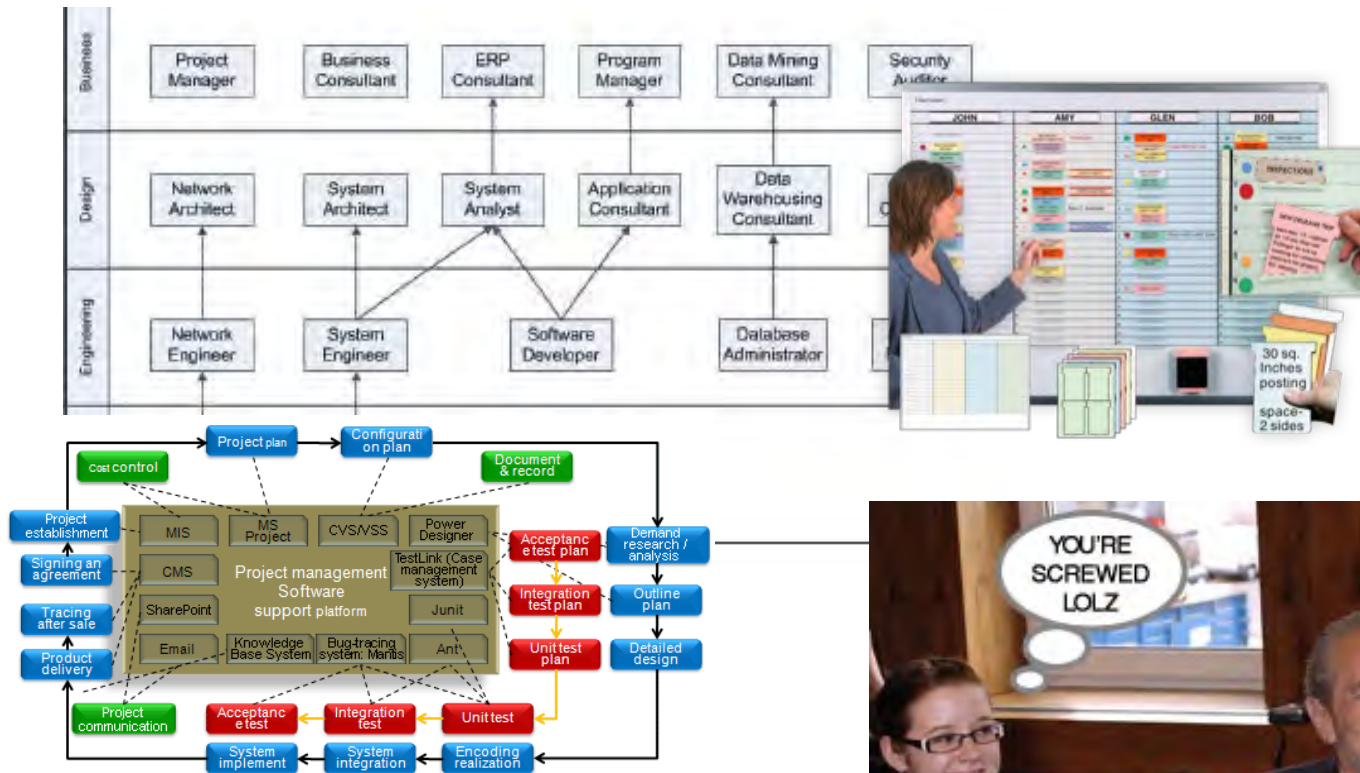 Business
Project
Manager
Business
Consultant
ERP
Consultant
Program
Manager
Data Mining
Consultant
Security
Auditor
Design
Network
Architect
System
Architect
System
Analyst
Application
Consultant
Data
Warehousing
Consultant
Engineering
Network
Engineer
System
Engineer
Software
Developer
Database
Administrator
JOHN
AMY
GLEN
BOB
INSPECTIONS
30 sq.
Inches
posting
space-
2 sides
Project plan
Configurati
on plan
Cost control
Document
& record
Project
establishment
MIS
MS
Project
CVS/VSS
Power
Designer
Acceptanc
e test plan
Demand
research /
analysis
Signing an
agreement
CMS
Project management
Software
support platform
TestLink (Case
management
system)
Tracing
after sale
SharePoint
Junit
Integration
test plan
Outline
plan
Product
delivery
Email
Knowledge
Base System
Bug-tracing
system: Mantis
Ant
Unit test
plan
Detailed
design
Project
communication
Acceptanc
e test
Integration
test
Unit test
System
implement
System
integration
Encoding
realization
YOU'RE
SCREWED
LOLZ